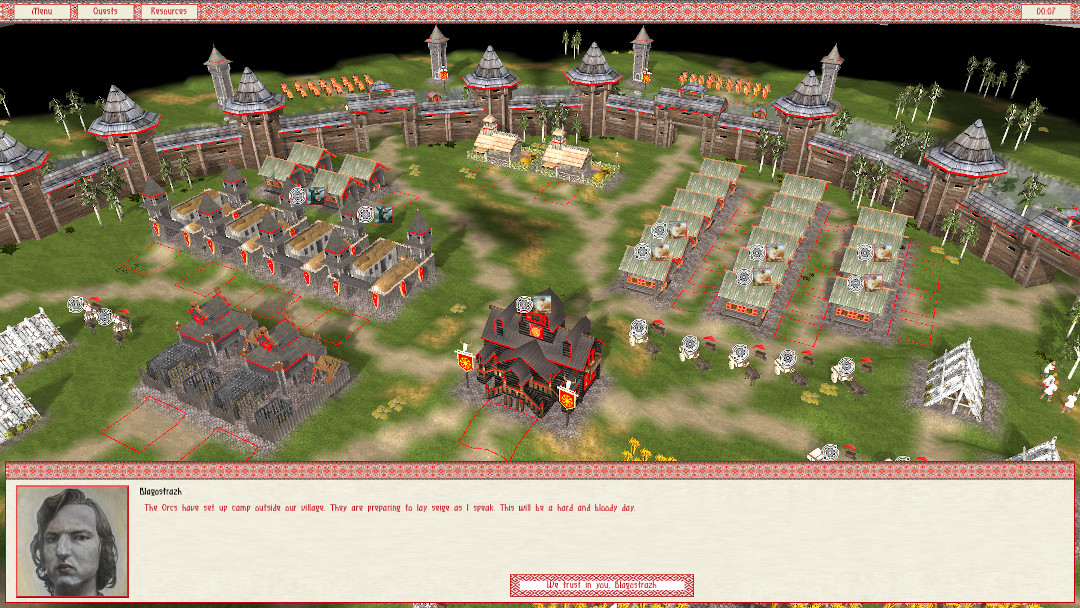 Menu
Quests
Resources
00:07
Blagostrazh
The Orcs have set up camp outside our village. They are preparing to lay seige as I speak. This will be a hard and bloody day.
We trust in you, Blagostrazh